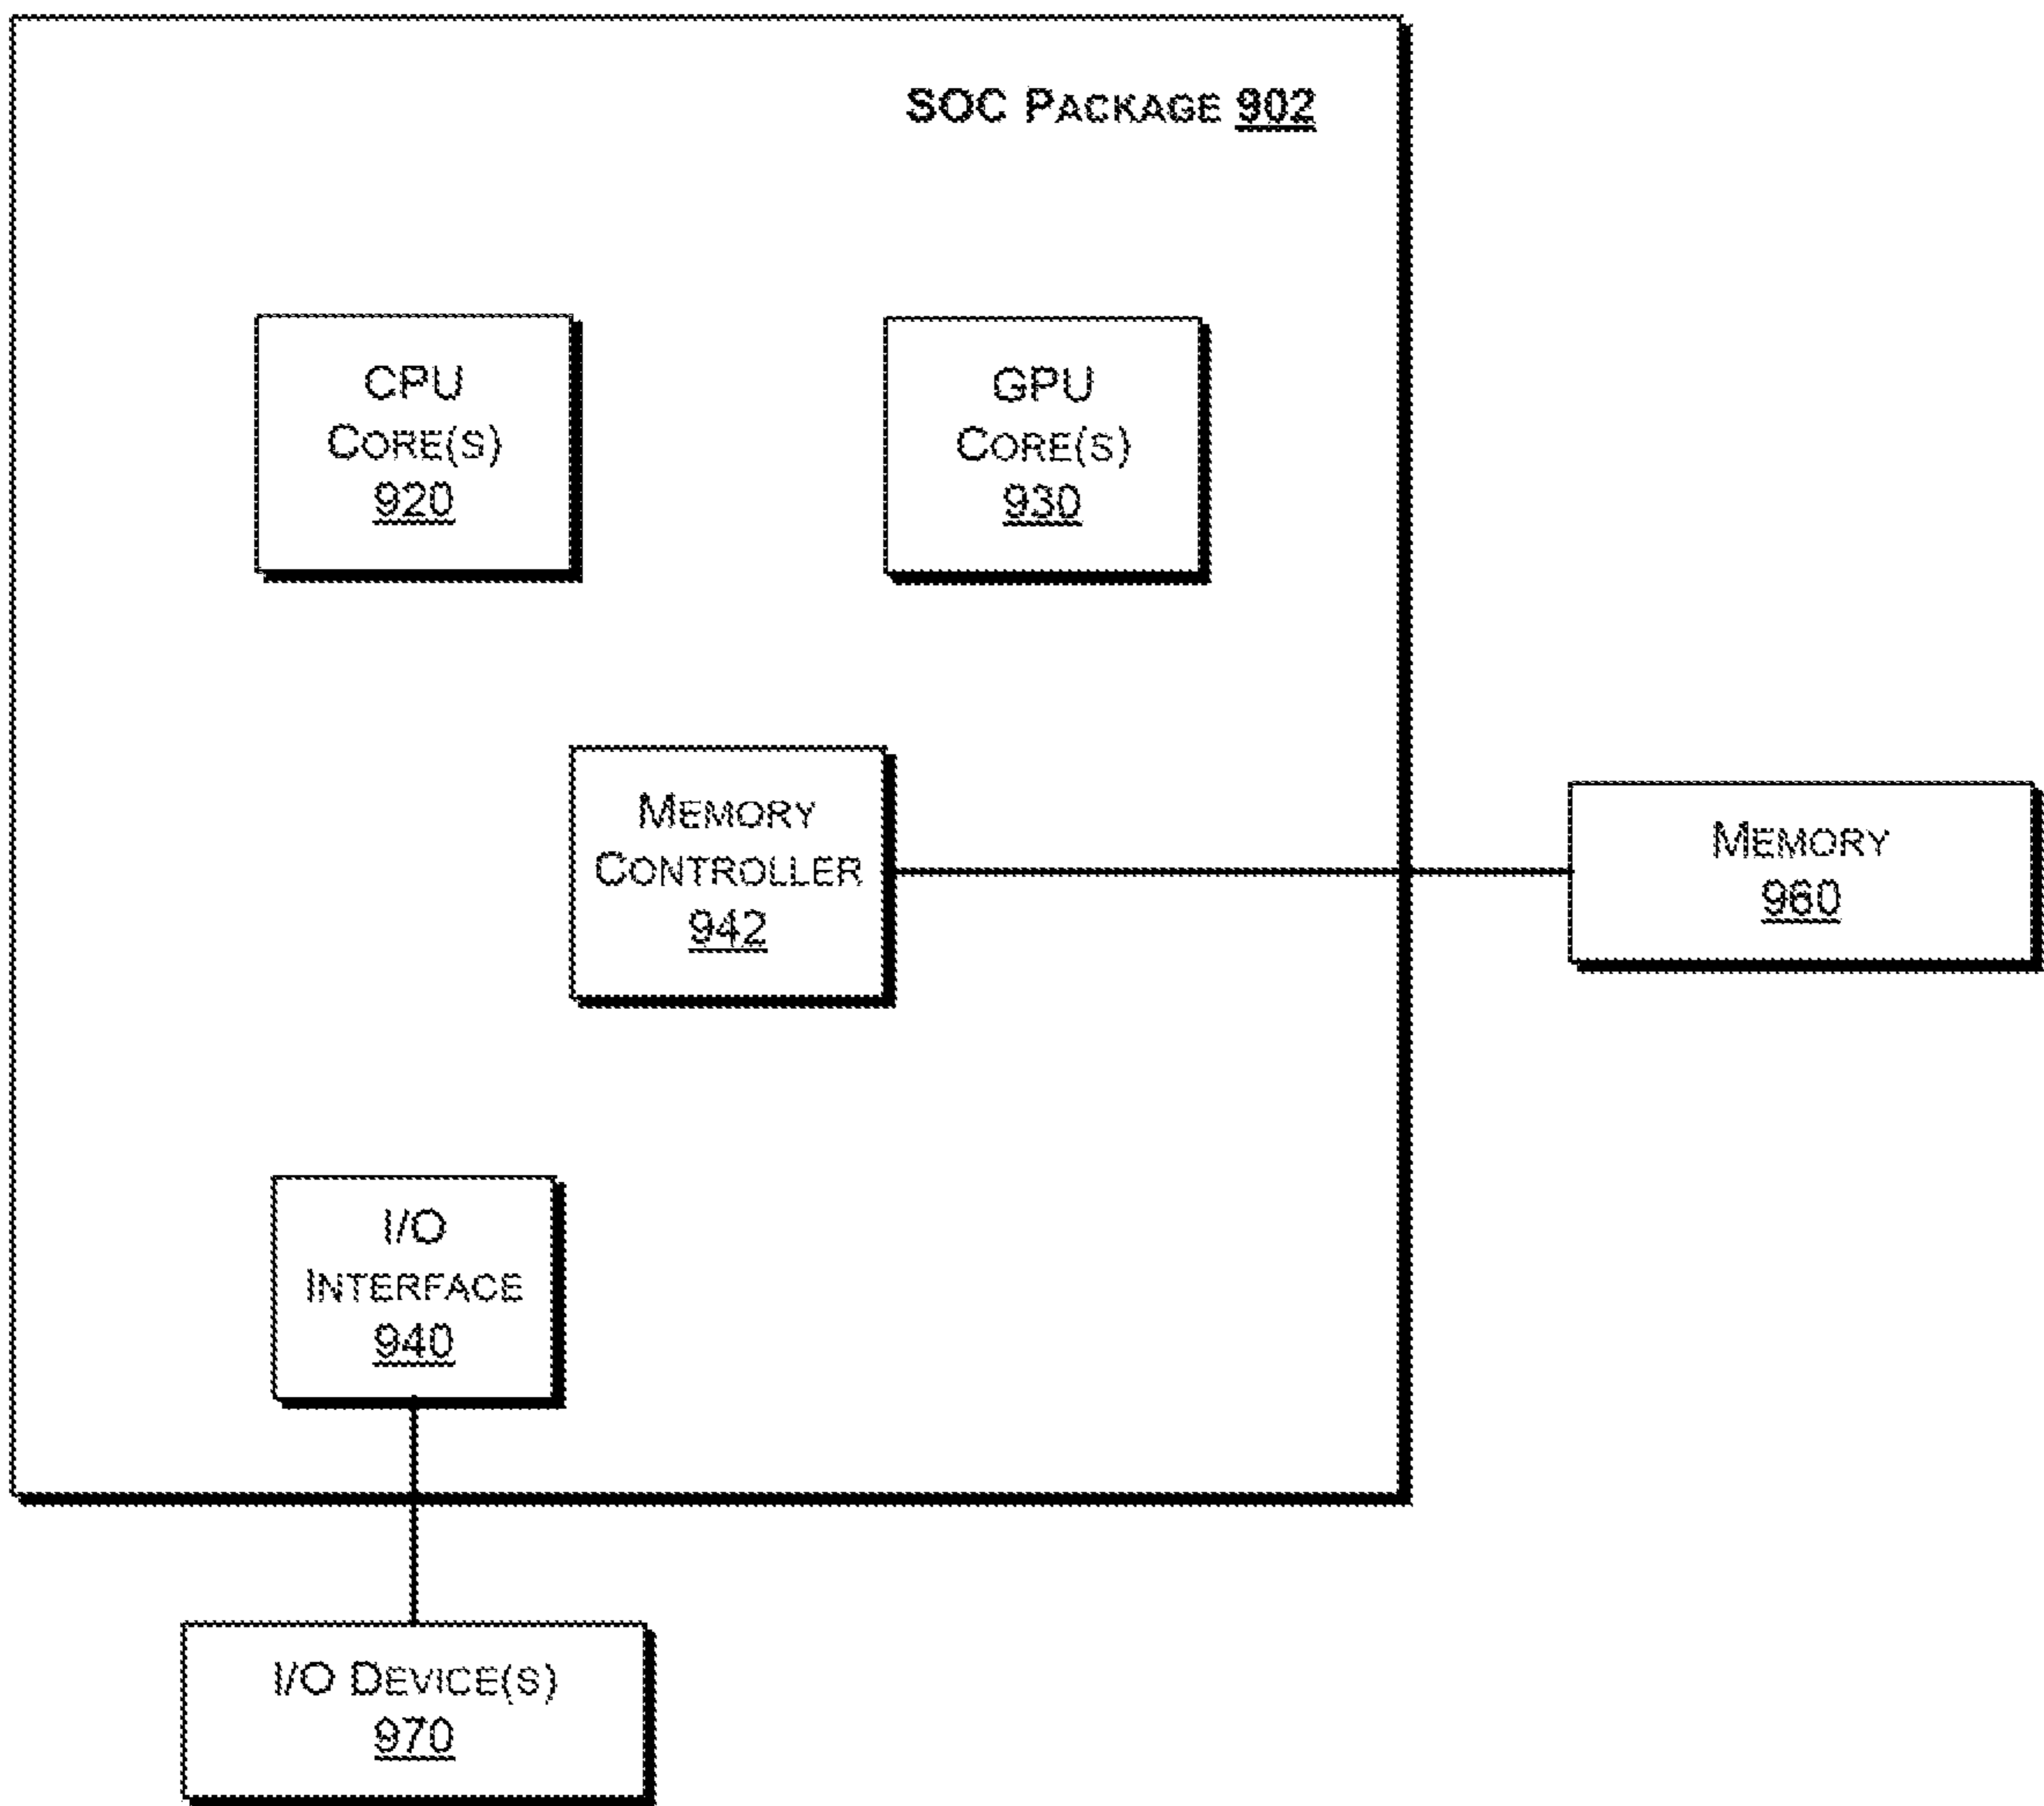 SOC PACKAGE 902
CPU
CORE(S)
920
GPU
CORE(S)
930
MEMORY
CONTROLLER
942
MEMORY
960
I/O
INTERFACE
940
I/O DEVICE(S)
970